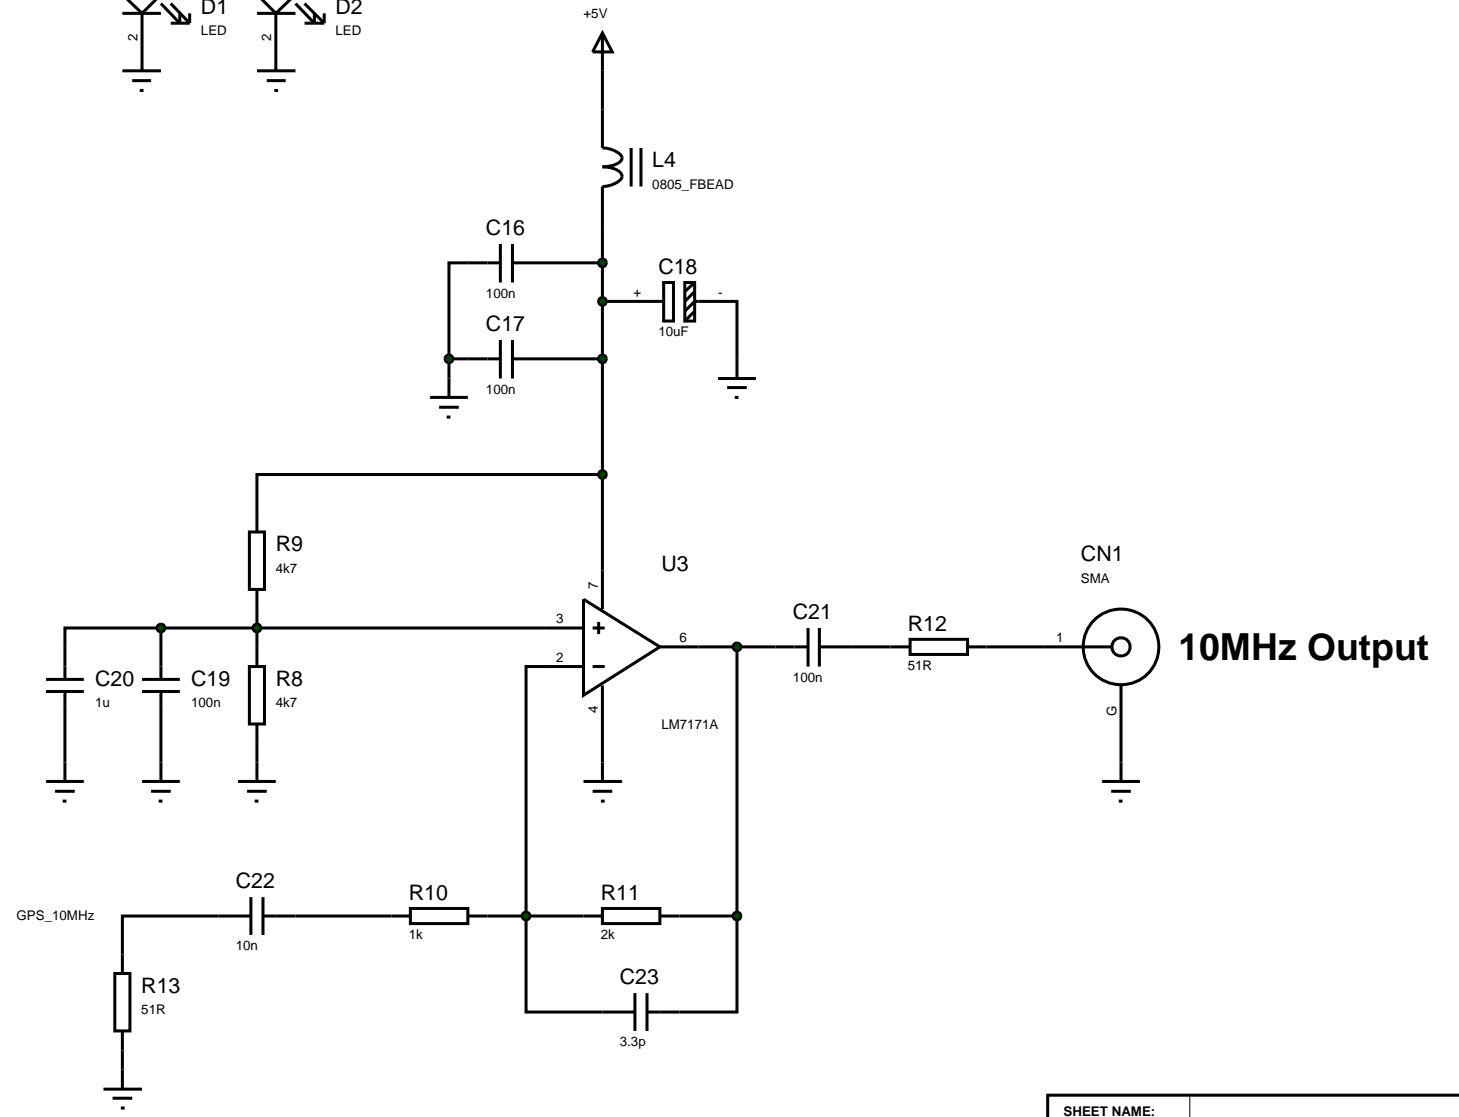 D1
LED
2
D2
LED
2
+5V
L4
0805_FBEAD
C16
100n
C18
+
-
10uF
C17
100n
R9
4k7
U3
7
3
+
2
−
6
4
LM7171A
C21
100n
R12
51R
CN1
SMA
1
G
10MHz Output
C20
1u
C19
100n
R8
4k7
GPS_10MHz
C22
10n
R10
1k
R11
2k
R13
51R
C23
3.3p
SHEET NAME: